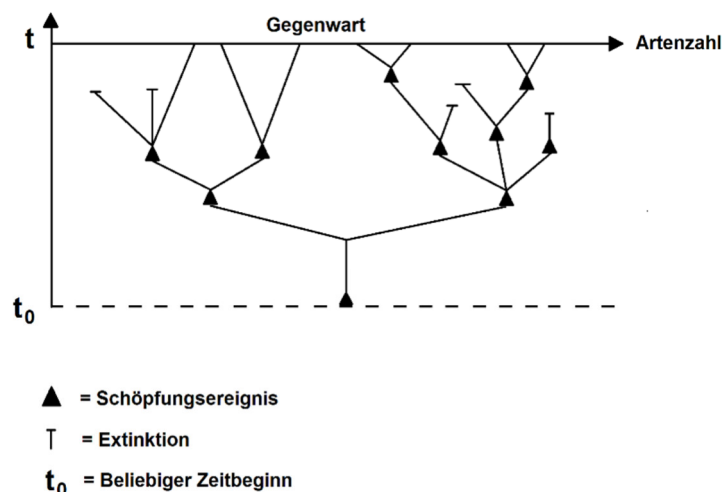 Gegenwart
t
Artenzahl
t₀
= Schöpfungsereignis
= Extinktion
t₀ = Beliebiger Zeitbeginn